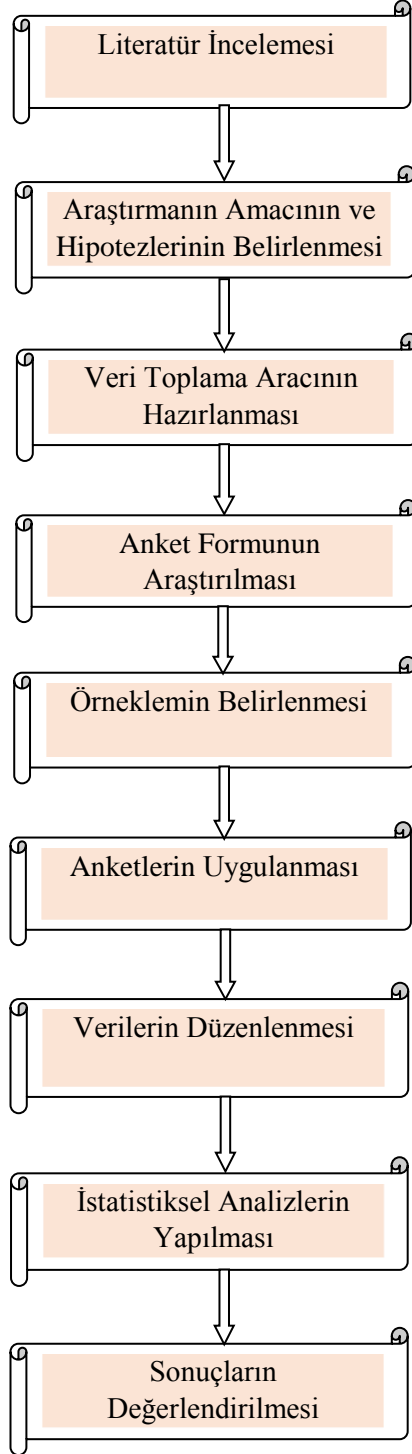 Literatür İncelemesi
Araştırmanın Amacının ve
Hipotezlerinin Belirlenmesi
Veri Toplama Aracının
Hazırlanması
Anket Formunun
Araştırılması
Örneklemin Belirlenmesi
Anketlerin Uygulanması
Verilerin Düzenlenmesi
İstatistiksel Analizlerin
Yapılması
Sonuçların
Değerlendirilmesi